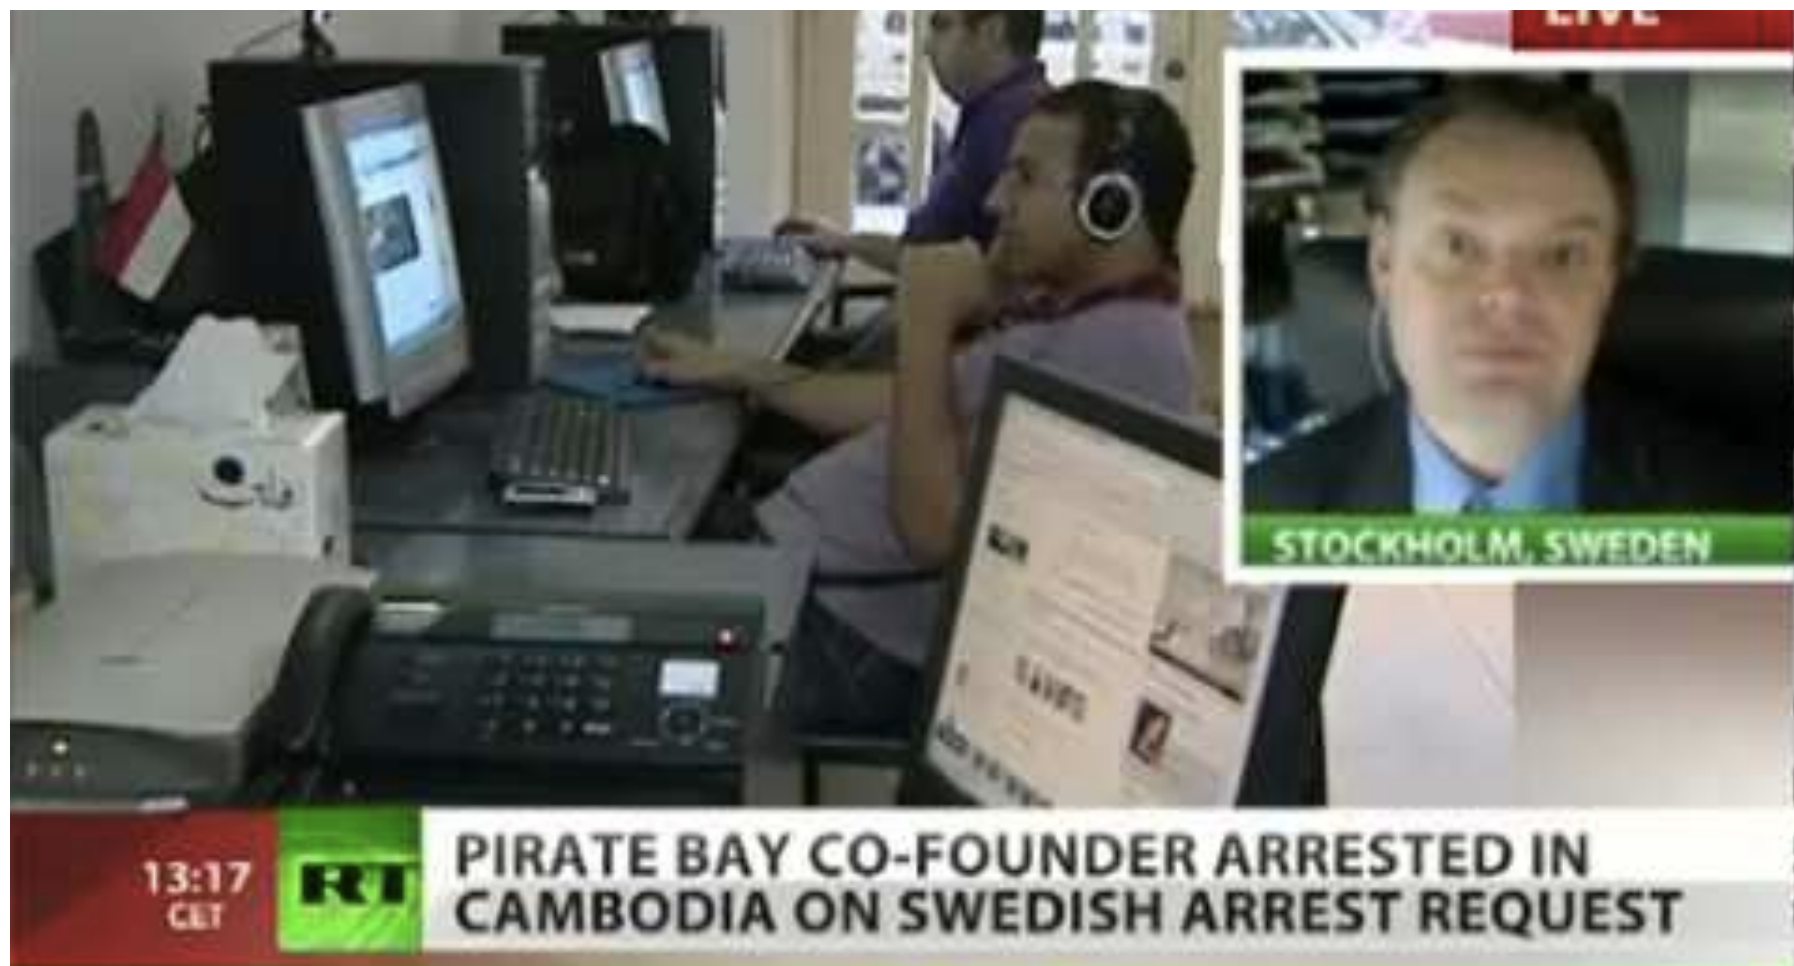 LIVE
STOCKHOLM, SWEDEN
13:17
CET
RT
PIRATE BAY CO-FOUNDER ARRESTED IN
CAMBODIA ON SWEDISH ARREST REQUEST